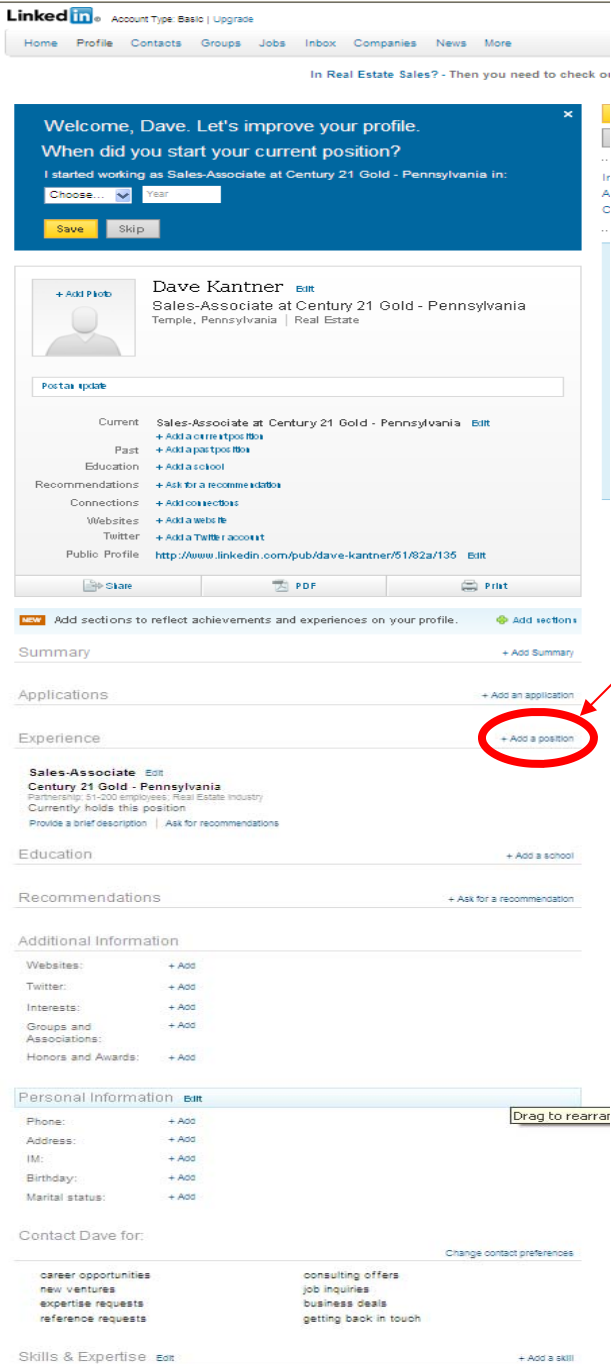 Linked in® Account Type: Basic | Upgrade
Home Profile Contacts Groups Jobs Inbox Companies News More
In Real Estate Sales? - Then you need to check ou
Welcome, Dave. Let's improve your profile. ×
When did you start your current position?
I started working as Sales-Associate at Century 21 Gold - Pennsylvania in:
Choose... Year
Save Skip
+ Add Photo
Dave Kantner Edit
Sales-Associate at Century 21 Gold - Pennsylvania
Temple, Pennsylvania | Real Estate
Post an update
Current Sales-Associate at Century 21 Gold - Pennsylvania Edit
+ Add a current position
Past + Add a past position
Education + Add a school
Recommendations + Ask for a recommendation
Connections + Add connections
Websites + Add a website
Twitter + Add a Twitter account
Public Profile http://www.linkedin.com/pub/dave-kantner/51/82a/135 Edit
Share PDF Print
NEW Add sections to reflect achievements and experiences on your profile. Add sections
Summary + Add Summary
Applications + Add an application
Experience + Add a position
Sales-Associate Edit
Century 21 Gold - Pennsylvania
Partnership; 51-200 employees; Real Estate industry
Currently holds this position
Provide a brief description | Ask for recommendations
Education + Add a school
Recommendations + Ask for a recommendation
Additional Information
Websites: + Add
Twitter: + Add
Interests: + Add
Groups and Associations: + Add
Honors and Awards: + Add
Personal Information Edit
Drag to rearran
Phone: + Add
Address: + Add
IM: + Add
Birthday: + Add
Marital status: + Add
Contact Dave for:
Change contact preferences
career opportunities consulting offers
new ventures job inquiries
expertise requests business deals
reference requests getting back in touch
Skills & Expertise Edit + Add a skill